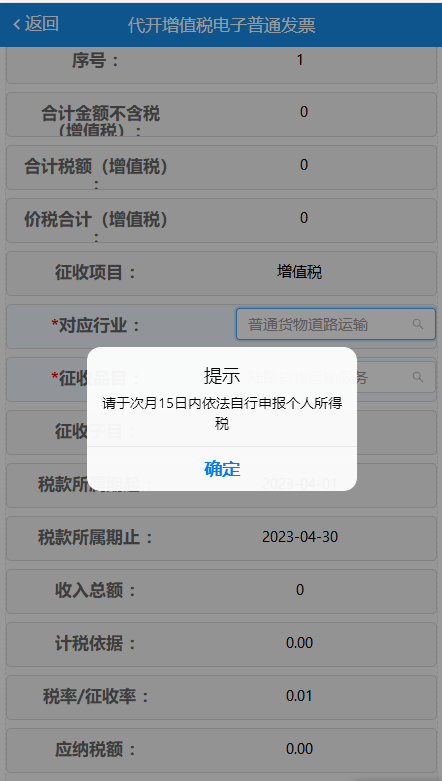 返回
代开增值税电子普通发票
序号：
1
合计金额不含税
（增值税）：
0
合计税额（增值税）
：
0
价税合计（增值税）
：
0
征收项目：
增值税
*对应行业：
普通货物道路运输
*征收品目：
务
提示
请于次月15日内依法自行申报个人所得
税
确定
征收子目：
税款所属期起
2023-04-01
税款所属期止：
2023-04-30
收入总额：
0
计税依据：
0.00
税率/征收率：
0.01
应纳税额：
0.00